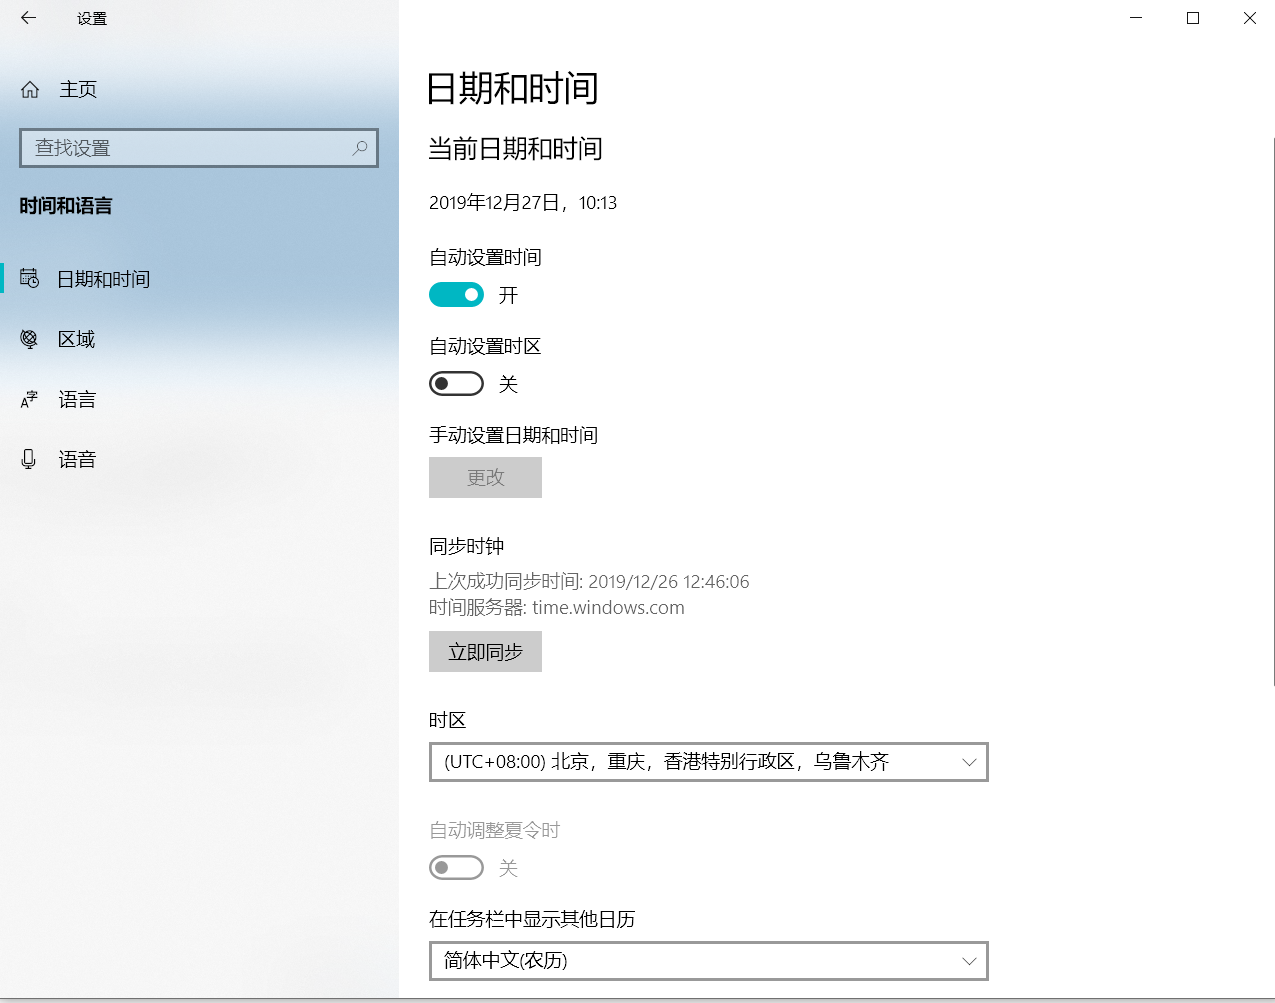 设置
主页
查找设置
时间和语言
日期和时间
区域
语言
语音
日期和时间
当前日期和时间
2019年12月27日，10:13
自动设置时间
开
自动设置时区
关
手动设置日期和时间
更改
同步时钟
上次成功同步时间: 2019/12/26 12:46:06
时间服务器: time.windows.com
立即同步
时区
(UTC+08:00) 北京，重庆，香港特别行政区，乌鲁木齐
自动调整夏令时
关
在任务栏中显示其他日历
简体中文(农历)